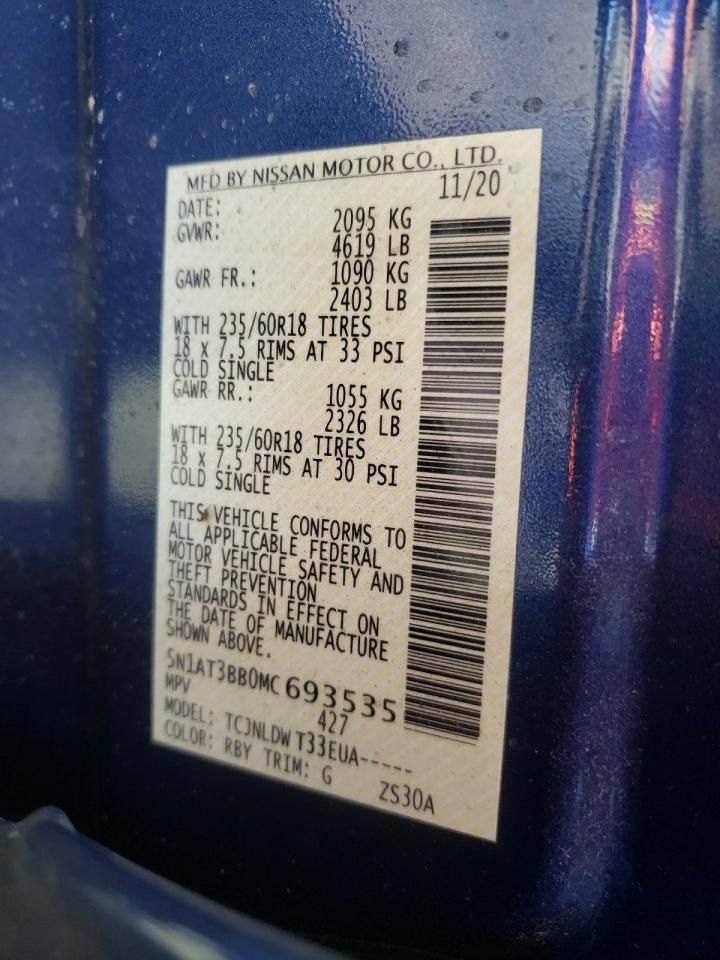 MFD BY NISSAN MOTOR CO., LTD.
DATE: 11/20
GVWR: 2095 KG
4619 LB
GAWR FR.: 1090 KG
2403 LB
WITH 235/60R18 TIRES
18 x 7.5 RIMS AT 33 PSI
COLD SINGLE
GAWR RR.: 1055 KG
2326 LB
WITH 235/60R18 TIRES
18 x 7.5 RIMS AT 30 PSI
COLD SINGLE
THIS VEHICLE CONFORMS TO
ALL APPLICABLE FEDERAL
MOTOR VEHICLE SAFETY AND
THEFT PREVENTION
STANDARDS IN EFFECT ON
THE DATE OF MANUFACTURE
SHOWN ABOVE.
5N1AT3BB0MC693535
MPV 427
MODEL: TCJNLDW T33EUA-----
COLOR: RBY TRIM: G ZS30A